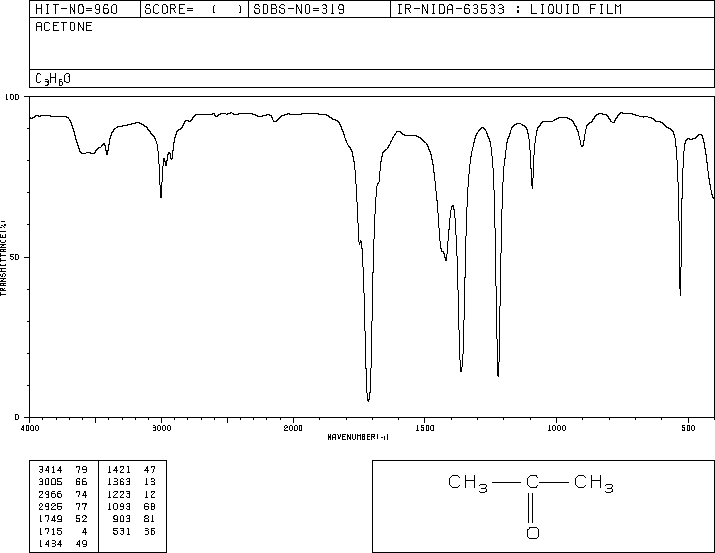 HIT-NO=960 SCORE= ( ) SDBS-NO=319 IR-NIDA-63533 : LIQUID FILM
ACETONE
C3H6O
100
50
0
TRANSMITTANCE(%)
4000 3000 2000 1500 1000 500
WAVENUMBER(-1)
3414 79 1421 47
3005 66 1363 13
2966 74 1223 12
2925 77 1093 68
1749 52 903 81
1715 4 531 36
1434 49
CH3 C CH3
O